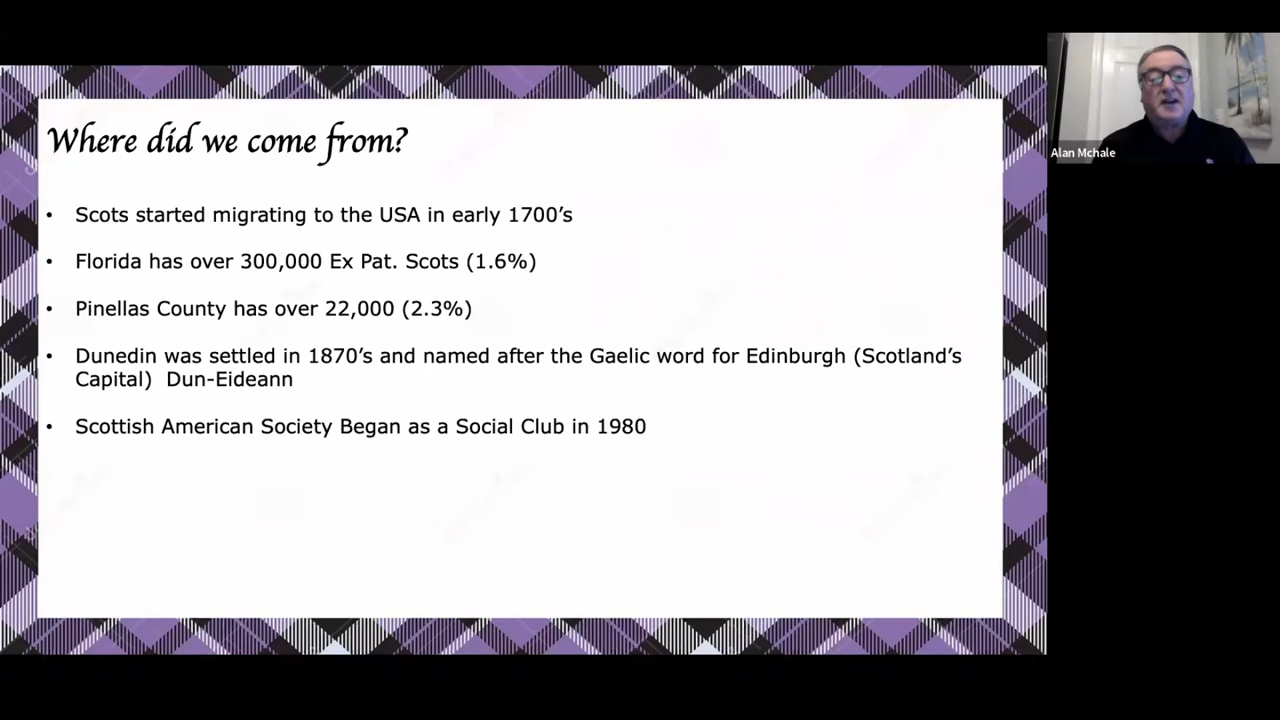 Where did we come from?
• Scots started migrating to the USA in early 1700’s
• Florida has over 300,000 Ex Pat. Scots (1.6%)
• Pinellas County has over 22,000 (2.3%)
• Dunedin was settled in 1870’s and named after the Gaelic word for Edinburgh (Scotland’s
Capital)  Dun-Eideann
• Scottish American Society Began as a Social Club in 1980
Alan Mchale